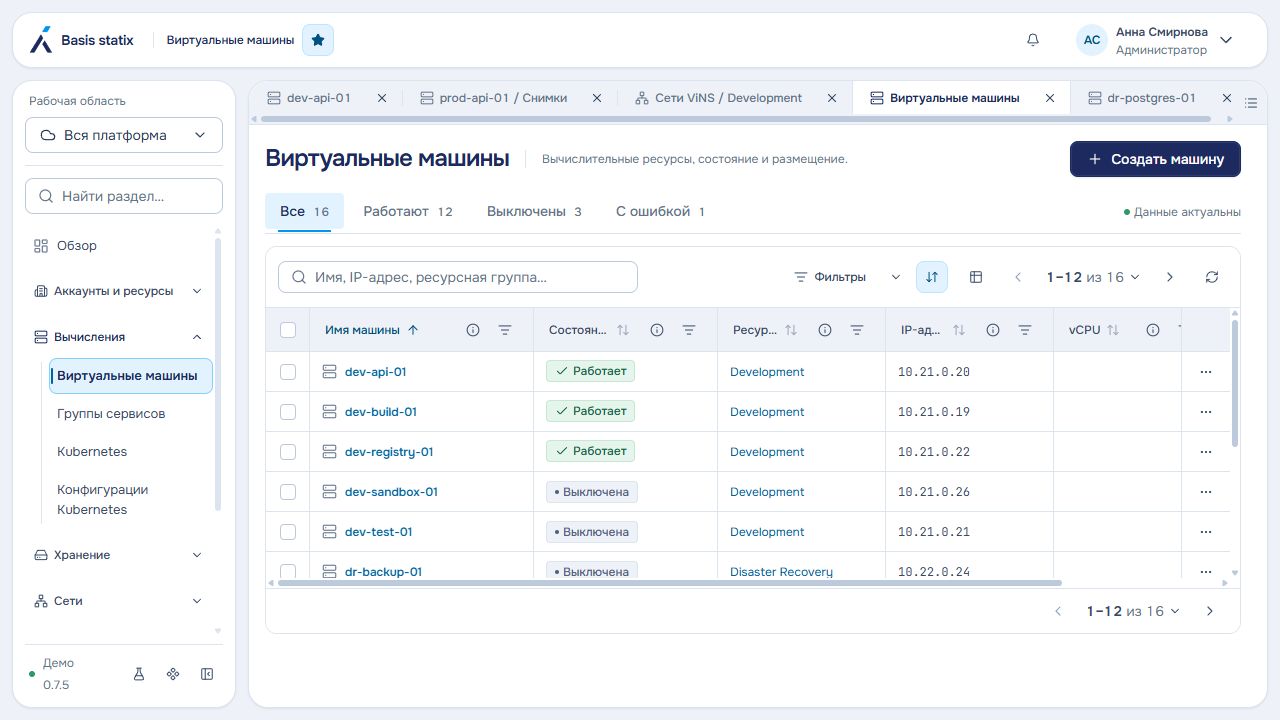 Basis statix
Виртуальные машины
АС
Анна Смирнова
Администратор
Рабочая область
Вся платформа
Найти раздел...
Обзор
Аккаунты и ресурсы
Вычисления
Виртуальные машины
Группы сервисов
Kubernetes
Конфигурации
Kubernetes
Хранение
Сети
Демо
0.7.5
dev-api-01
prod-api-01 / Снимки
Сети ViNS / Development
Виртуальные машины
dr-postgres-01
Виртуальные машины
Вычислительные ресурсы, состояние и размещение.
Создать машину
Все 16
Работают 12
Выключены 3
С ошибкой 1
Данные актуальны
Имя, IP-адрес, ресурсная группа...
Фильтры
1–12 из 16
Имя машины
Состоян...
Ресур...
IP-ад...
vCPU
dev-api-01 Работает Development 10.21.0.20
dev-build-01 Работает Development 10.21.0.19
dev-registry-01 Работает Development 10.21.0.22
dev-sandbox-01 Выключена Development 10.21.0.26
dev-test-01 Выключена Development 10.21.0.21
dr-backup-01 Выключена Disaster Recovery 10.22.0.24
1–12 из 16